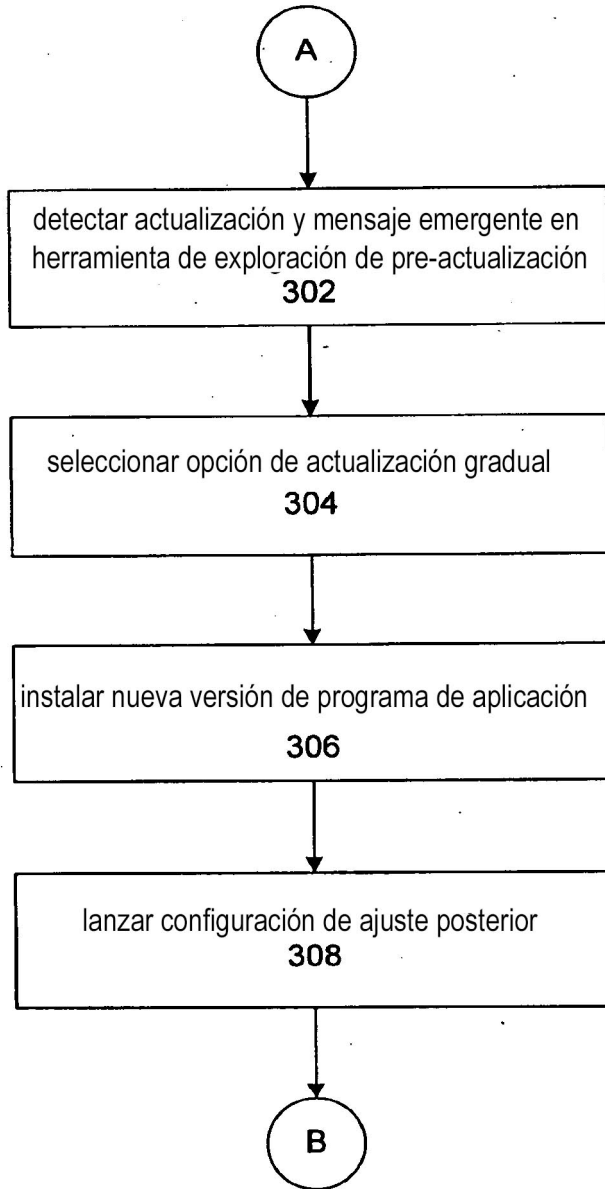 A
detectar actualización y mensaje emergente en
herramienta de exploración de pre-actualización
302
seleccionar opción de actualización gradual
304
instalar nueva versión de programa de aplicación
306
lanzar configuración de ajuste posterior
308
B